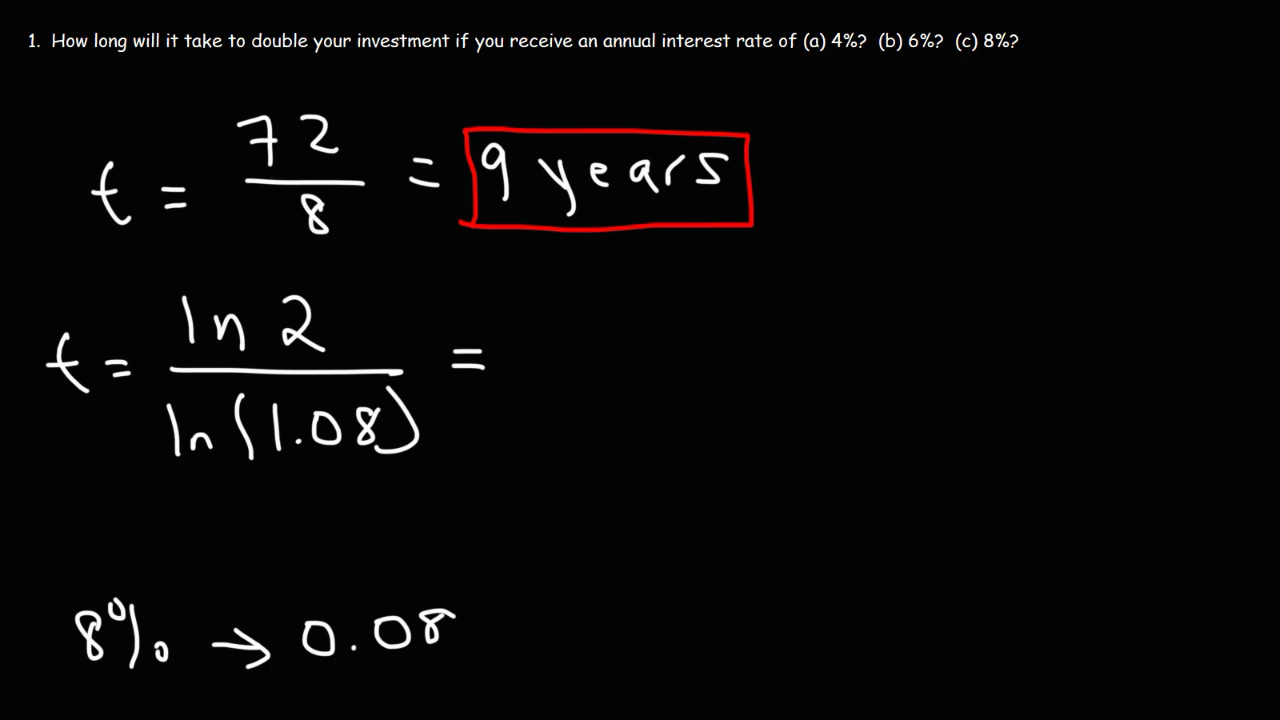 1. How long will it take to double your investment if you receive an annual interest rate of (a) 4%? (b) 6%? (c) 8%?
t = 72/8 = 9 years
t = ln 2/ln(1.08) =
8% → 0.08